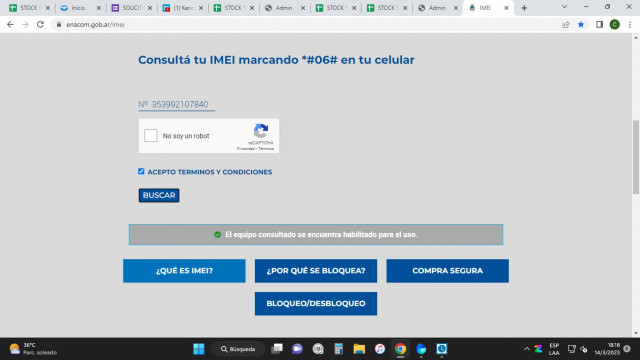 STOCK S
Inicio
SOLICIT
(1) Kenic
STOCK S
Admin
STOCK S
STOCK S
Admin
IMEI
enacom.gob.ar/imei
Consultá tu IMEI marcando *#06# en tu celular
Nº 353992107840
No soy un robot
reCAPTCHA
Privacidad - Términos
ACEPTO TERMINOS Y CONDICIONES
BUSCAR
El equipo consultado se encuentra habilitado para el uso.
¿QUÉ ES IMEI?
¿POR QUÉ SE BLOQUEA?
COMPRA SEGURA
BLOQUEO/DESBLOQUEO
36°C
Parc. soleado
Búsqueda
ESP
LAA
18:16
14/3/2023